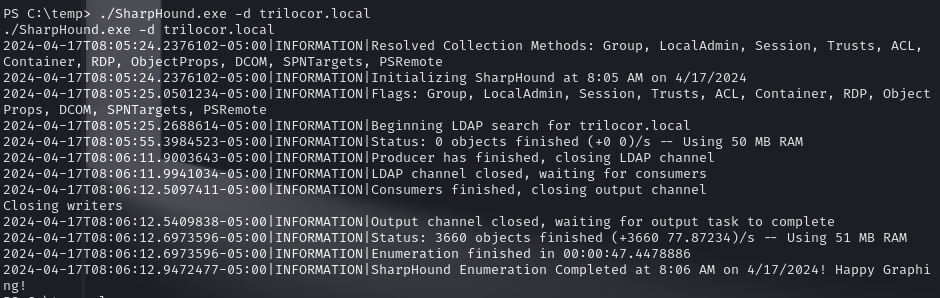 PS C:\temp> ./SharpHound.exe -d trilocor.local
./SharpHound.exe -d trilocor.local
2024-04-17T08:05:24.2376102-05:00|INFORMATION|Resolved Collection Methods: Group, LocalAdmin, Session, Trusts, ACL,
Container, RDP, ObjectProps, DCOM, SPNTargets, PSRemote
2024-04-17T08:05:24.2376102-05:00|INFORMATION|Initializing SharpHound at 8:05 AM on 4/17/2024
2024-04-17T08:05:25.0501234-05:00|INFORMATION|Flags: Group, LocalAdmin, Session, Trusts, ACL, Container, RDP, Object
Props, DCOM, SPNTargets, PSRemote
2024-04-17T08:05:25.2688614-05:00|INFORMATION|Beginning LDAP search for trilocor.local
2024-04-17T08:05:55.3984523-05:00|INFORMATION|Status: 0 objects finished (+0 0)/s -- Using 50 MB RAM
2024-04-17T08:06:11.9003643-05:00|INFORMATION|Producer has finished, closing LDAP channel
2024-04-17T08:06:11.9941034-05:00|INFORMATION|LDAP channel closed, waiting for consumers
2024-04-17T08:06:12.5097411-05:00|INFORMATION|Consumers finished, closing output channel
Closing writers
2024-04-17T08:06:12.5409838-05:00|INFORMATION|Output channel closed, waiting for output task to complete
2024-04-17T08:06:12.6973596-05:00|INFORMATION|Status: 3660 objects finished (+3660 77.87234)/s -- Using 51 MB RAM
2024-04-17T08:06:12.6973596-05:00|INFORMATION|Enumeration finished in 00:00:47.4478886
2024-04-17T08:06:12.9472477-05:00|INFORMATION|SharpHound Enumeration Completed at 8:06 AM on 4/17/2024! Happy Graphi
ng!